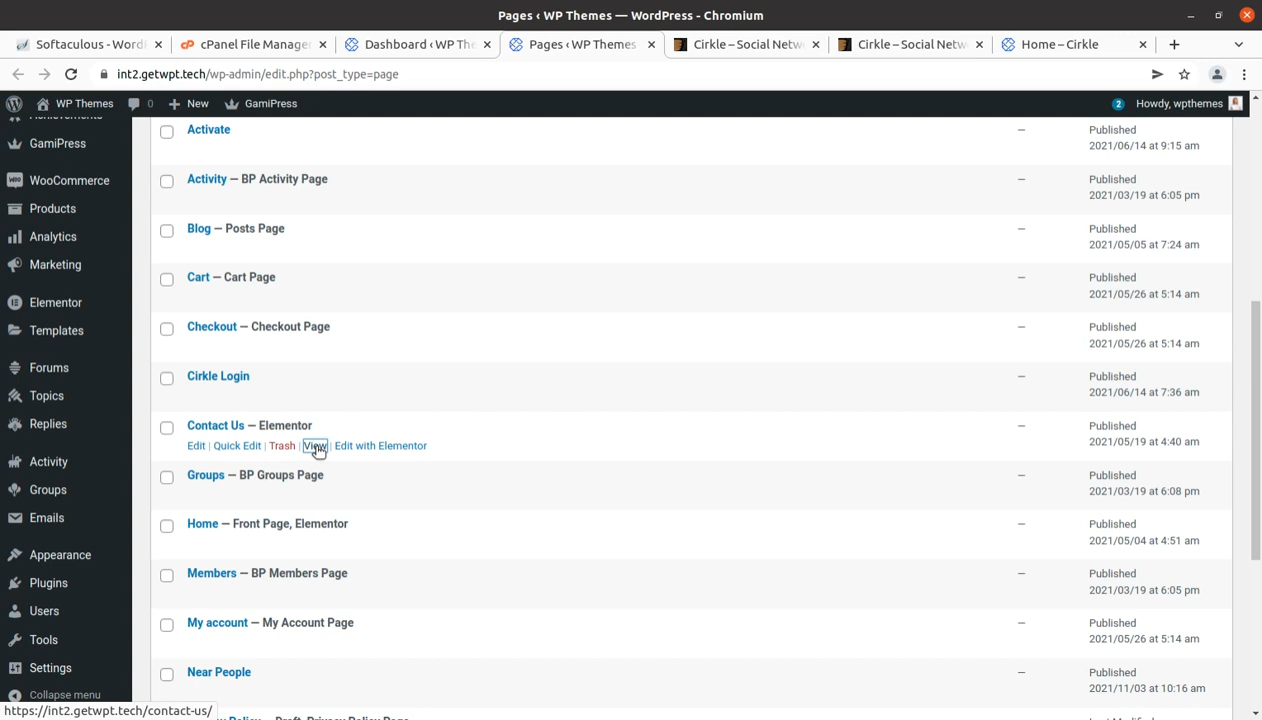 Pages ‹ WP Themes — WordPress - Chromium
Softaculous - Word
cPanel File Manager
Dashboard ‹ WP The
Pages ‹ WP Themes
Cirkle – Social Netw
Cirkle – Social Netw
Home – Cirkle
int2.getwpt.tech/wp-admin/edit.php?post_type=page
WP Themes 0 New GamiPress 2 Howdy, wpthemes
Achievements
GamiPress
WooCommerce
Products
Analytics
Marketing
Elementor
Templates
Forums
Topics
Replies
Activity
Groups
Emails
Appearance
Plugins
Users
Tools
Settings
Collapse menu
Activate — Published
2021/06/14 at 9:15 am
Activity — BP Activity Page — Published
2021/03/19 at 6:05 pm
Blog — Posts Page — Published
2021/05/05 at 7:24 am
Cart — Cart Page — Published
2021/05/26 at 5:14 am
Checkout — Checkout Page — Published
2021/05/26 at 5:14 am
Cirkle Login — Published
2021/06/14 at 7:36 am
Contact Us — Elementor — Published
Edit | Quick Edit | Trash | View | Edit with Elementor 2021/05/19 at 4:40 am
Groups — BP Groups Page — Published
2021/03/19 at 6:08 pm
Home — Front Page, Elementor — Published
2021/05/04 at 4:51 am
Members — BP Members Page — Published
2021/03/19 at 6:05 pm
My account — My Account Page — Published
2021/05/26 at 5:14 am
Near People — Published
2021/11/03 at 10:16 am
Policy — Draft, Privacy Policy Page — Last Modified
https://int2.getwpt.tech/contact-us/